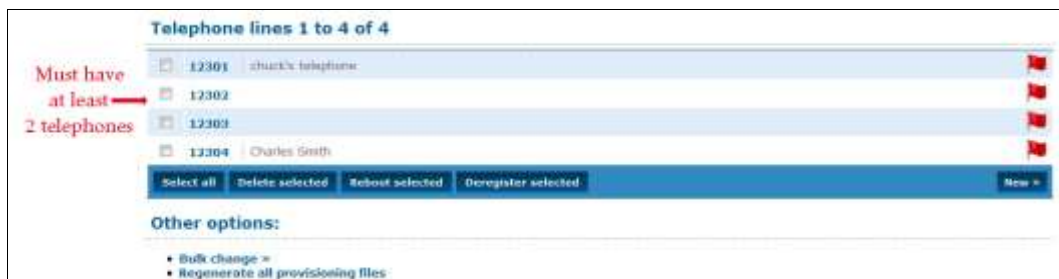 Telephone lines 1 to 4 of 4
Must have
at least
2 telephones
12301 chuck's telephone
12302
12303
12304 Charles Smith
Select all Delete selected Reboot selected Deregister selected New »
Other options:
• Bulk change »
• Regenerate all provisioning files